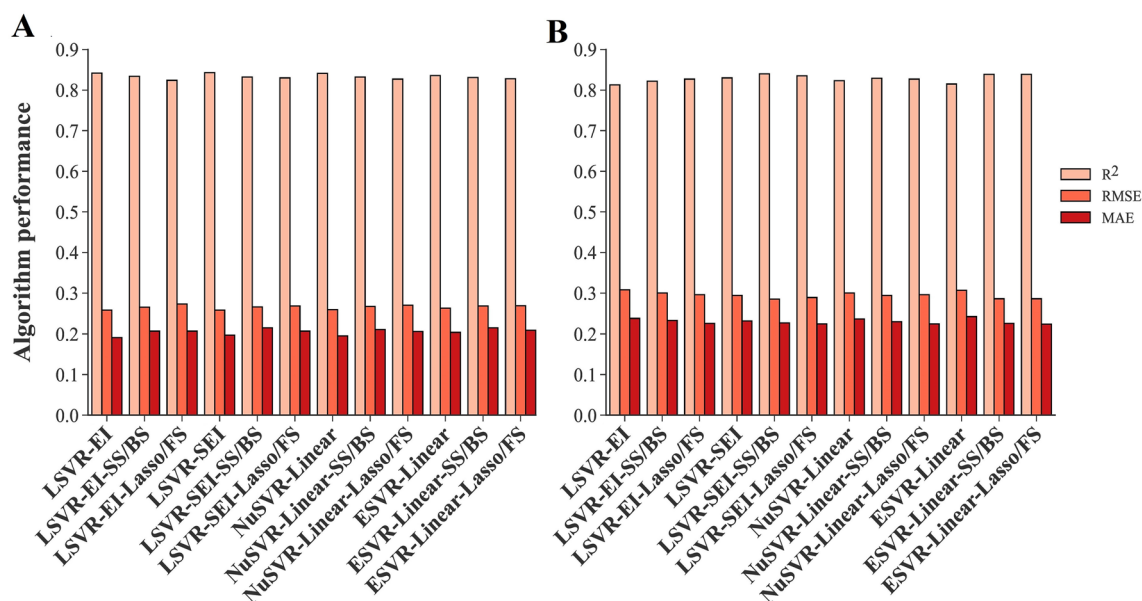 A
B
Algorithm performance
0.9
0.8
0.7
0.6
0.5
0.4
0.3
0.2
0.1
0.0
LSVR-EI
LSVR-EI-SS/BS
LSVR-EI-Lasso/FS
LSVR-SEI
LSVR-SEI-SS/BS
LSVR-SEI-Lasso/FS
NuSVR-Linear
NuSVR-Linear-SS/BS
NuSVR-Linear-Lasso/FS
ESVR-Linear
ESVR-Linear-SS/BS
ESVR-Linear-Lasso/FS
0.9
0.8
0.7
0.6
0.5
0.4
0.3
0.2
0.1
0.0
LSVR-EI
LSVR-EI-SS/BS
LSVR-EI-Lasso/FS
LSVR-SEI
LSVR-SEI-SS/BS
LSVR-SEI-Lasso/FS
NuSVR-Linear
NuSVR-Linear-SS/BS
NuSVR-Linear-Lasso/FS
ESVR-Linear
ESVR-Linear-SS/BS
ESVR-Linear-Lasso/FS
R²
RMSE
MAE